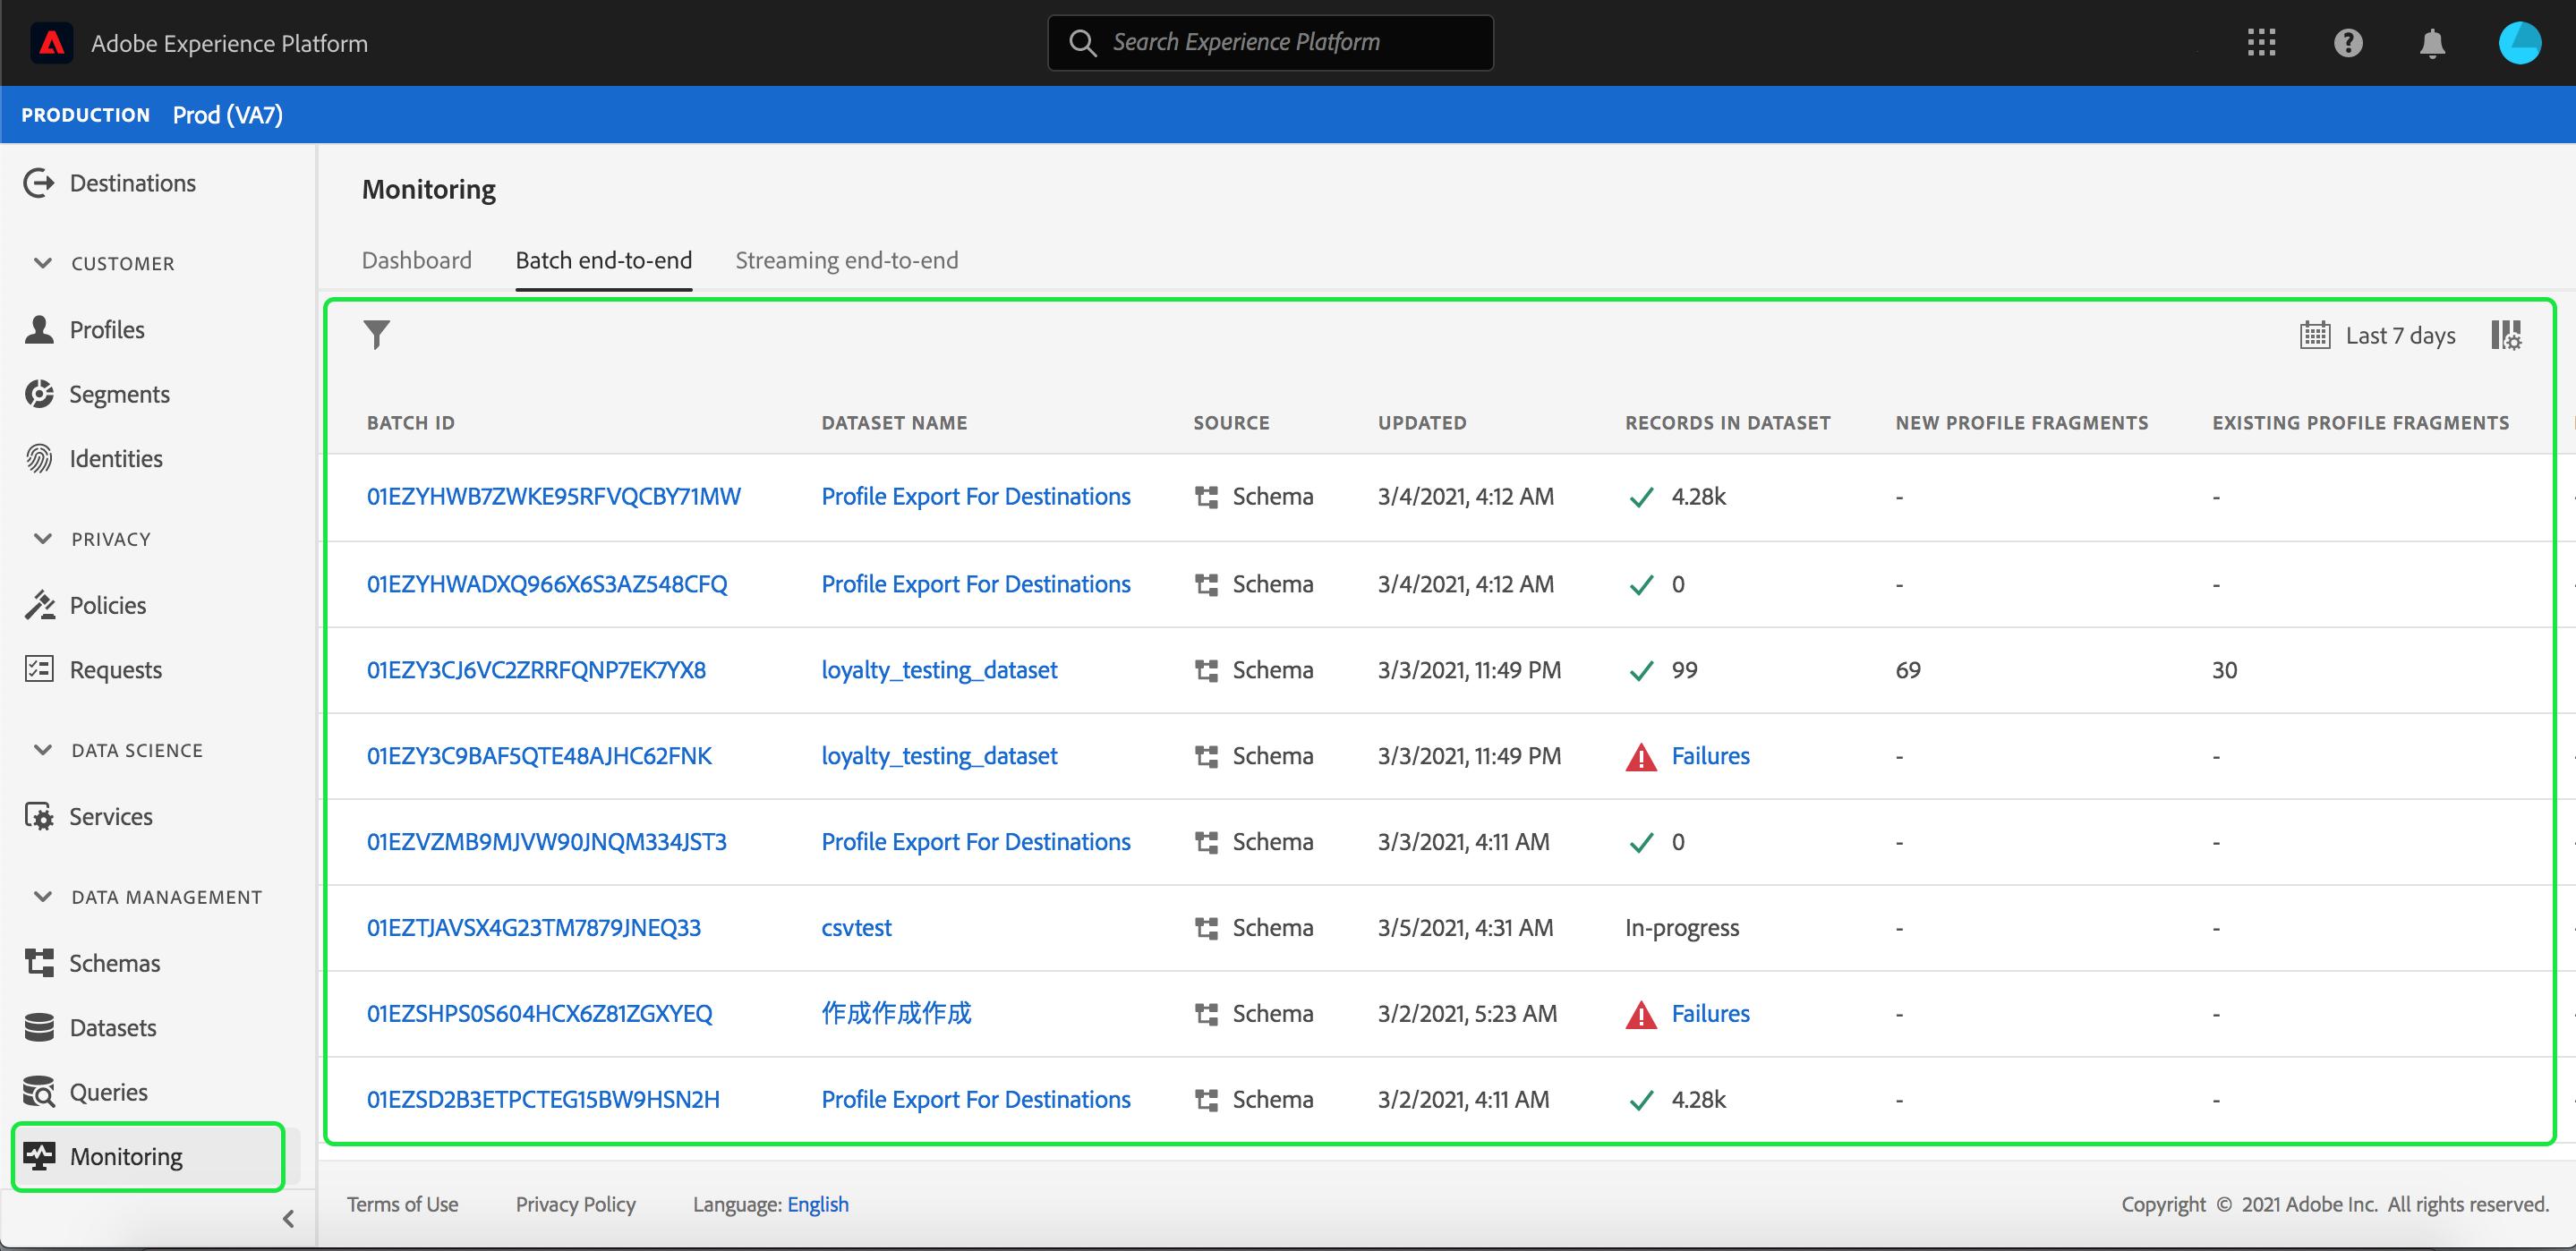 Adobe Experience Platform
Search Experience Platform
PRODUCTION Prod (VA7)
Destinations
CUSTOMER
Profiles
Segments
Identities
PRIVACY
Policies
Requests
DATA SCIENCE
Services
DATA MANAGEMENT
Schemas
Datasets
Queries
Monitoring
Monitoring
Dashboard Batch end-to-end Streaming end-to-end
Last 7 days
BATCH ID DATASET NAME SOURCE UPDATED RECORDS IN DATASET NEW PROFILE FRAGMENTS EXISTING PROFILE FRAGMENTS
01EZYHWB7ZWKE95RFVQCBY71MW Profile Export For Destinations Schema 3/4/2021, 4:12 AM 4.28k - -
01EZYHWADXQ966X6S3AZ548CFQ Profile Export For Destinations Schema 3/4/2021, 4:12 AM 0 - -
01EZY3CJ6VC2ZRRFQNP7EK7YX8 loyalty_testing_dataset Schema 3/3/2021, 11:49 PM 99 69 30
01EZY3C9BAF5QTE48AJHC62FNK loyalty_testing_dataset Schema 3/3/2021, 11:49 PM Failures - -
01EZVZMB9MJVW90JNQM334JST3 Profile Export For Destinations Schema 3/3/2021, 4:11 AM 0 - -
01EZTJAVSX4G23TM7879JNEQ33 csvtest Schema 3/5/2021, 4:31 AM In-progress - -
01EZSHPS0S604HCX6Z81ZGXYEQ 作成作成作成 Schema 3/2/2021, 5:23 AM Failures - -
01EZSD2B3ETPCTEG15BW9HSN2H Profile Export For Destinations Schema 3/2/2021, 4:11 AM 4.28k - -
Terms of Use Privacy Policy Language: English Copyright © 2021 Adobe Inc. All rights reserved.